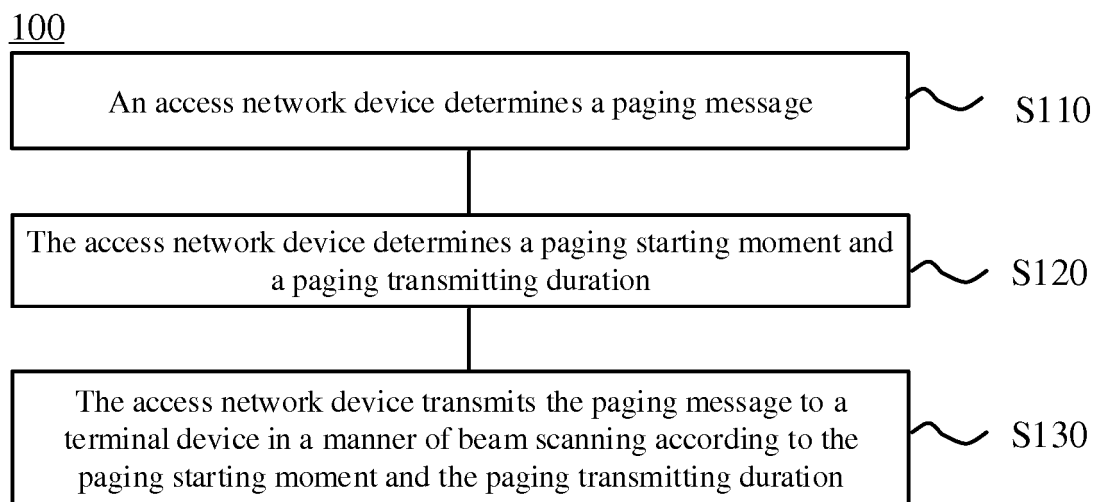 100
An access network device determines a paging message
S110
The access network device determines a paging starting moment and
a paging transmitting duration
S120
The access network device transmits the paging message to a
terminal device in a manner of beam scanning according to the
paging starting moment and the paging transmitting duration
S130